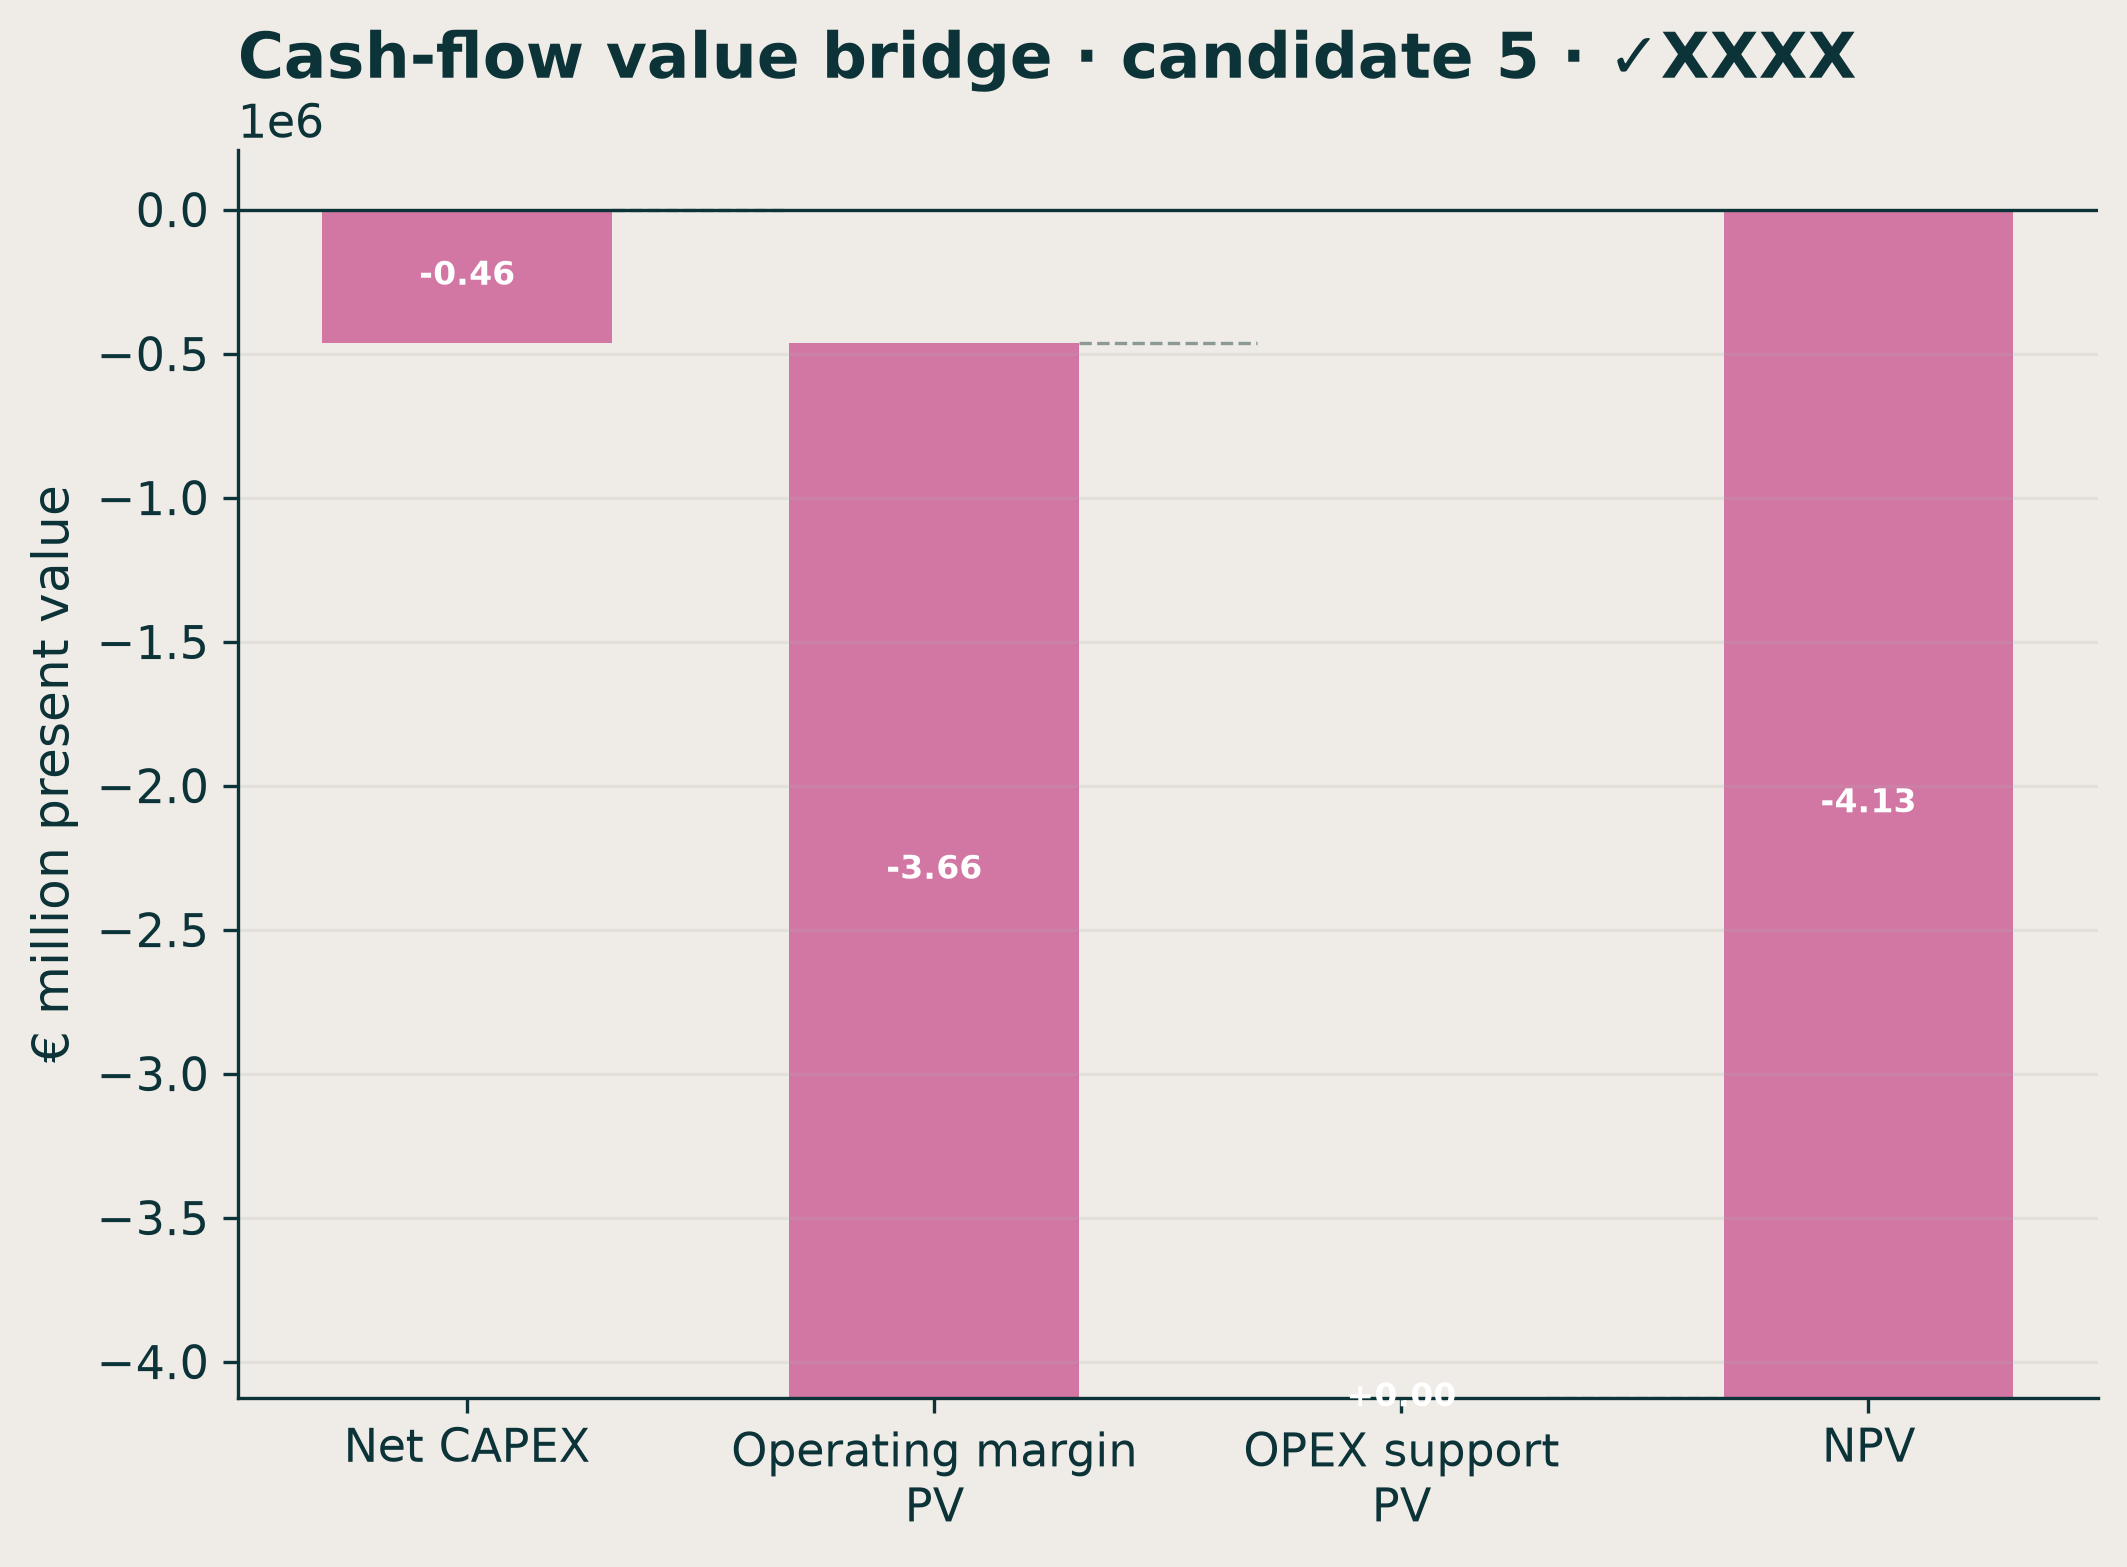 Cash-flow value bridge · candidate 5 · ✓XXXX
1e6
€ million present value
0.0
−0.5
−1.0
−1.5
−2.0
−2.5
−3.0
−3.5
−4.0
-0.46
-3.66
+0.00
-4.13
Net CAPEX
Operating margin
PV
OPEX support
PV
NPV